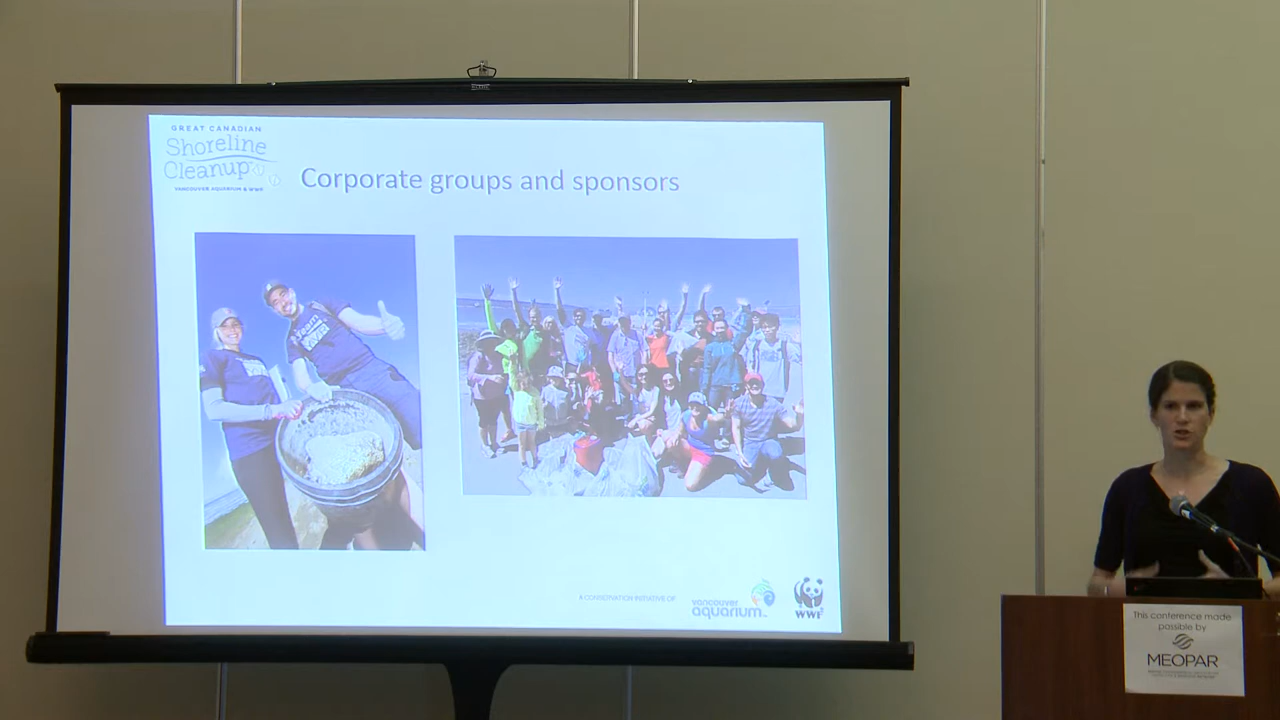 GREAT CANADIAN
Shoreline
Cleanup
VANCOUVER AQUARIUM & WWF
Corporate groups and sponsors
Team
A CONSERVATION INITIATIVE OF
vancouver
aquarium
WWF
This conference made
possible by
MEOPAR